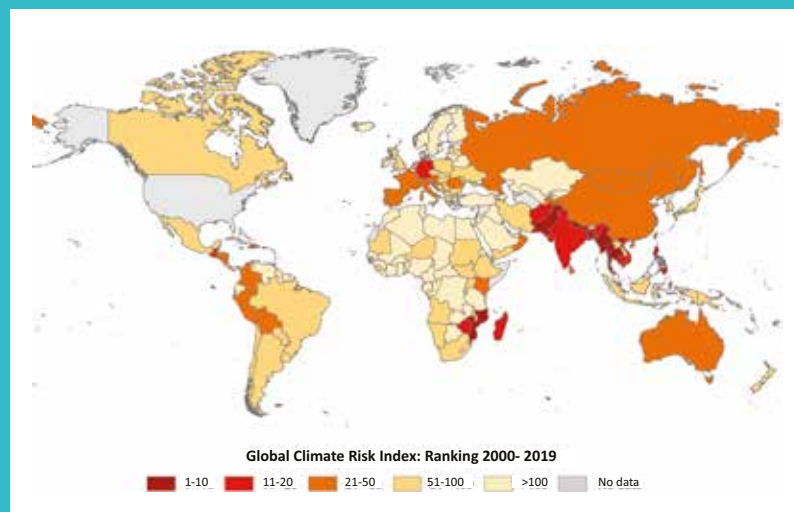 Global Climate Risk Index: Ranking 2000- 2019
1-10 11-20 21-50 51-100 >100 No data